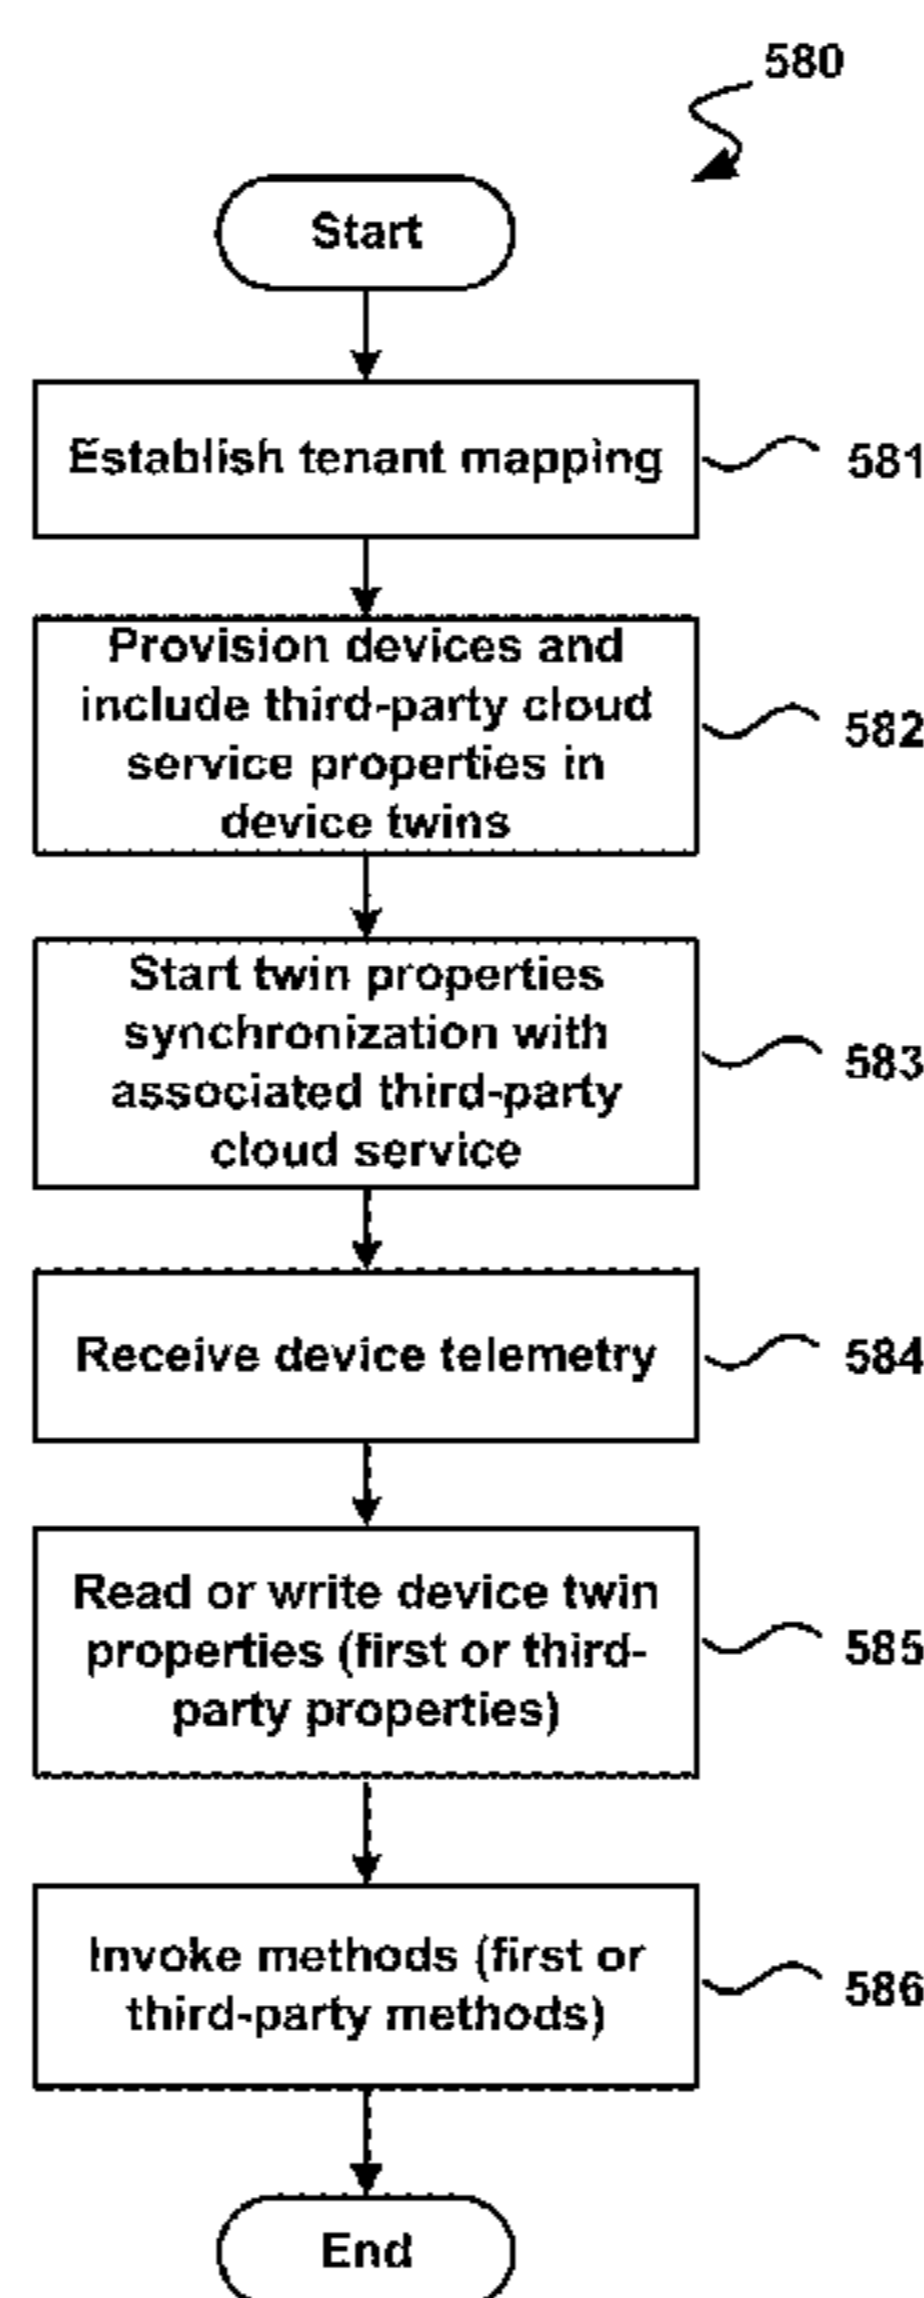 580
Start
Establish tenant mapping
581
Provision devices and
include third-party cloud
service properties in
device twins
582
Start twin properties
synchronization with
associated third-party
cloud service
583
Receive device telemetry
584
Read or write device twin
properties (first or third-
party properties)
585
Invoke methods (first or
third-party methods)
586
End